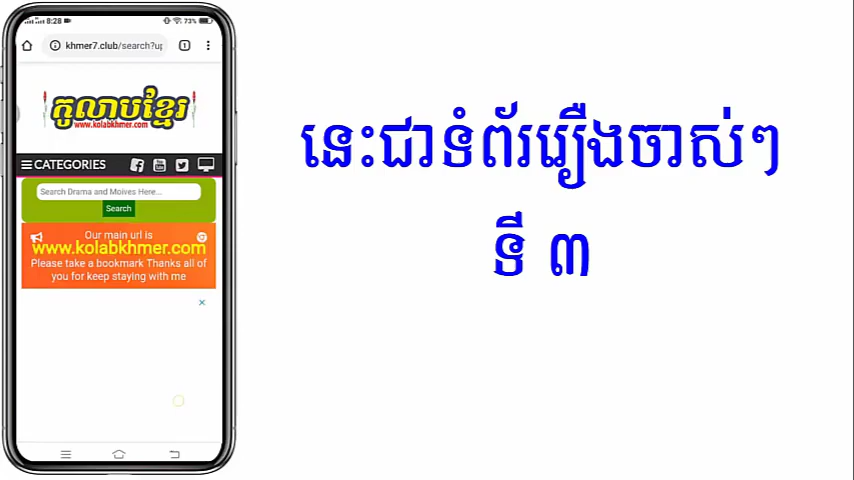 8:28
73%
khmer7.club/search?up
1
កូលាបខ្មែរ
www.kolabkhmer.com
CATEGORIES
Search Drama and Moives Here...
Search
Our main url is
www.kolabkhmer.com
Please take a bookmark Thanks all of
you for keep staying with me
នេះជាទំព័ររឿងចាស់ៗ
ទី ៣